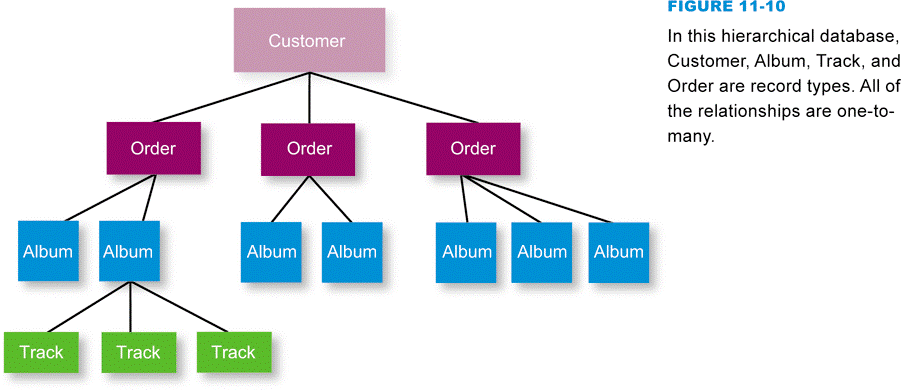 Customer
Order
Order
Order
Album
Album
Album
Album
Album
Album
Album
Track
Track
Track
FIGURE 11-10
In this hierarchical database,
Customer, Album, Track, and
Order are record types. All of
the relationships are one-to-
many.